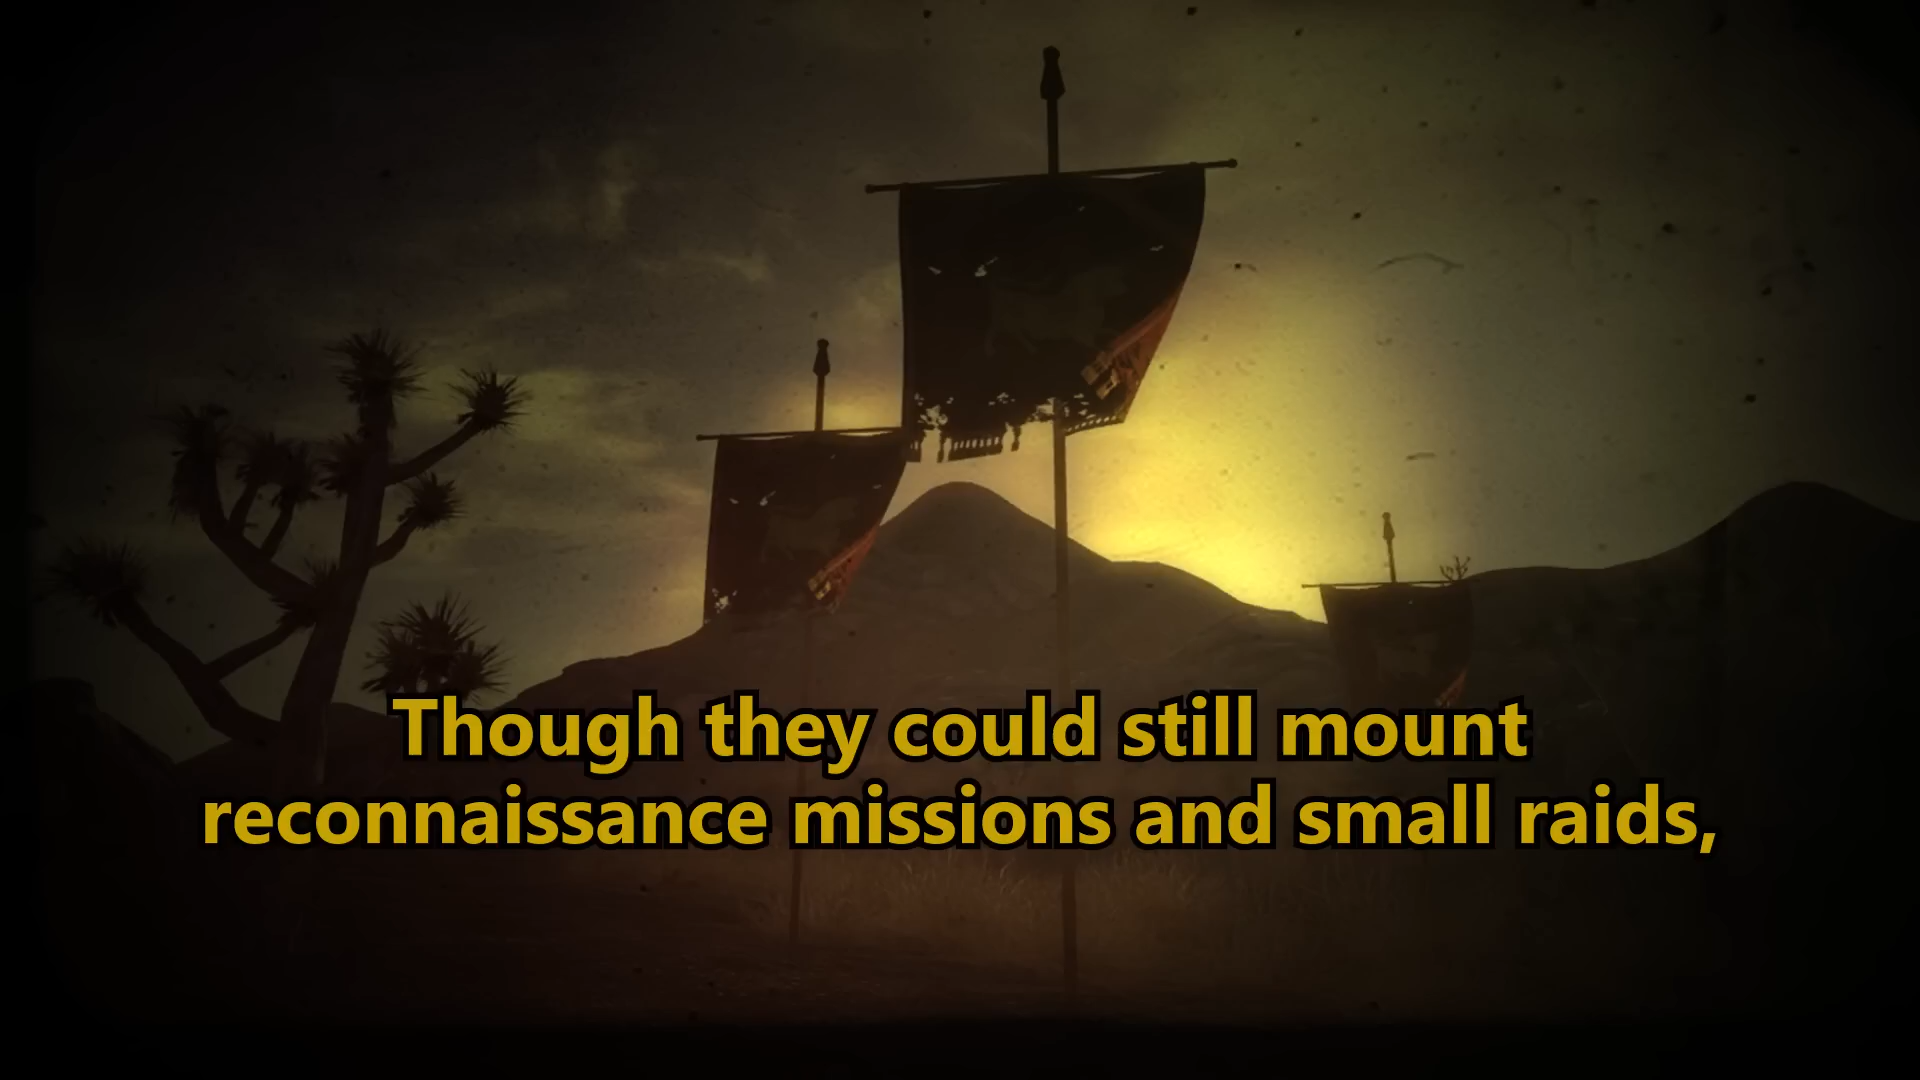 Though they could still mount
reconnaissance missions and small raids,